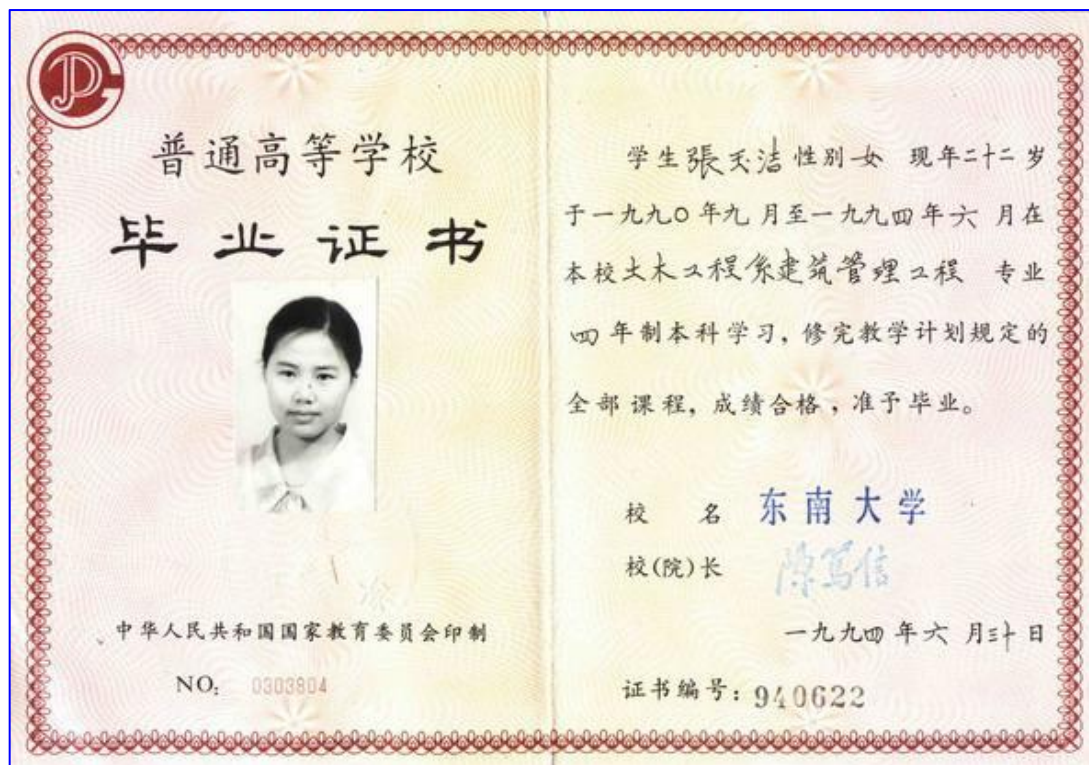 普通高等学校
毕业证书
中华人民共和国国家教育委员会印制
NO: 0303804
学生張天洁性别女 现年二十二岁
于一九九〇年九月至一九九四年六月在
本校土木工程系建筑管理工程 专业
四年制本科学习,修完教学计划规定的
全部课程,成绩合格,准予毕业。
校 名 东南大学
校(院)长 陈笃信
一九九四年六月三十日
证书编号:940622